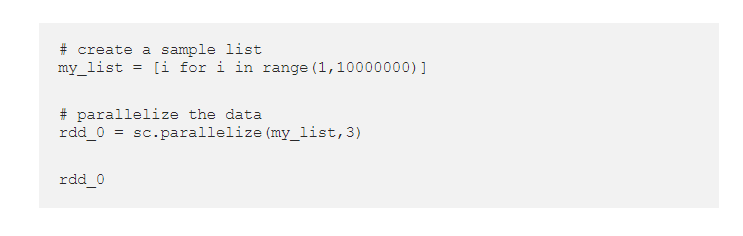 # create a sample list
my_list = [i for i in range(1,10000000)]
# parallelize the data
rdd_0 = sc.parallelize(my_list,3)
rdd_0